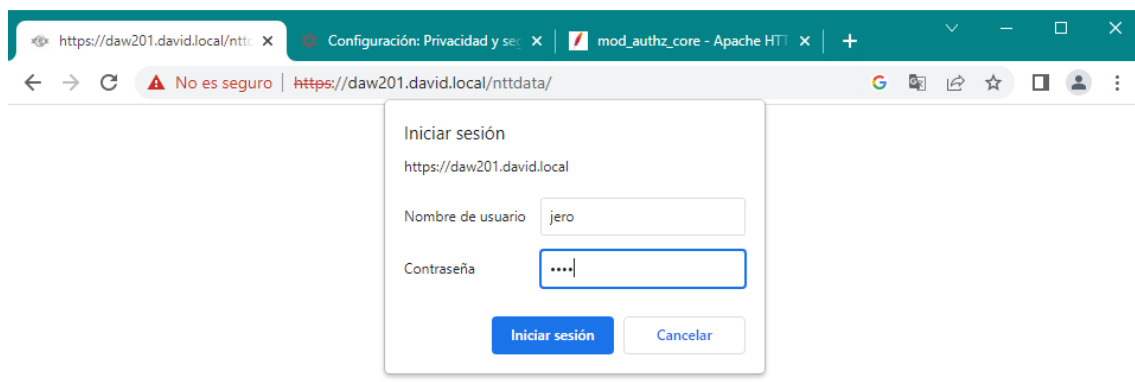 https://daw201.david.local/nttc
Configuración: Privacidad y seg
mod_authz_core - Apache HTT
No es seguro
https://daw201.david.local/nttdata/
Iniciar sesión
https://daw201.david.local
Nombre de usuario jero
Contraseña ••••
Iniciar sesión Cancelar